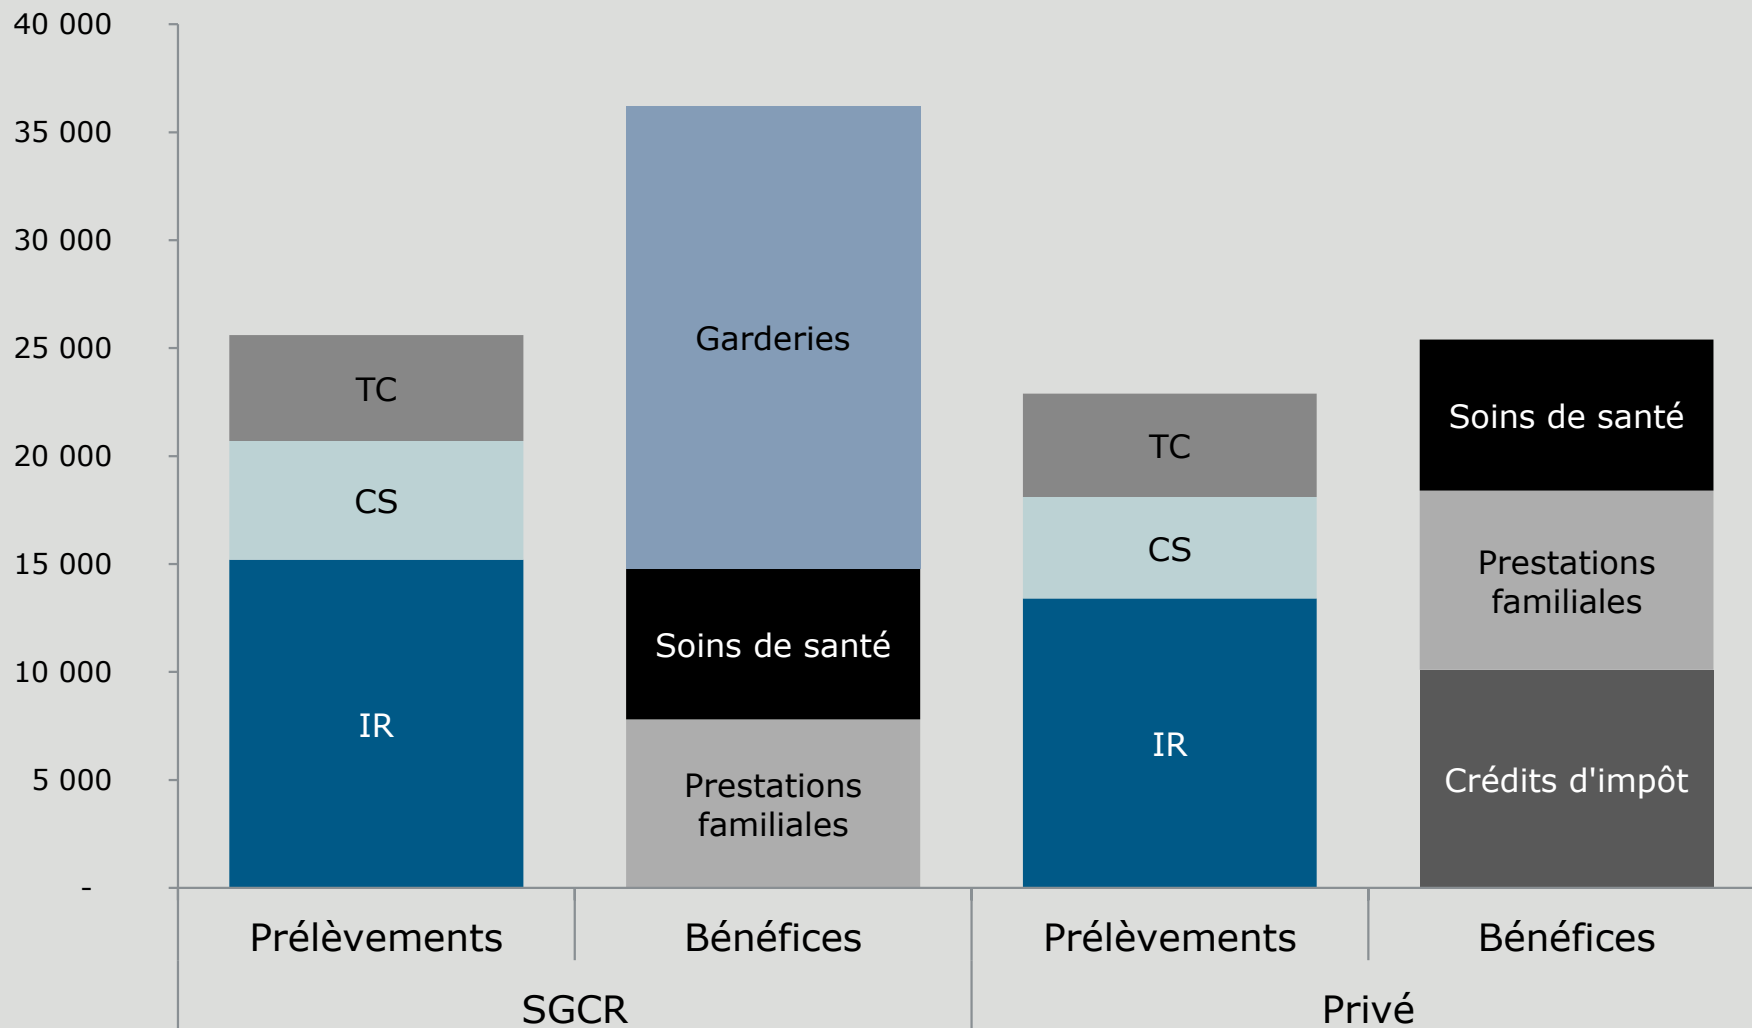 40 000
35 000
30 000
25 000
20 000
15 000
10 000
5 000
-
TC
CS
IR
Garderies
Soins de santé
Prestations
familiales
TC
CS
IR
Soins de santé
Prestations
familiales
Crédits d'impôt
Prélèvements
Bénéfices
Prélèvements
Bénéfices
SGCR
Privé